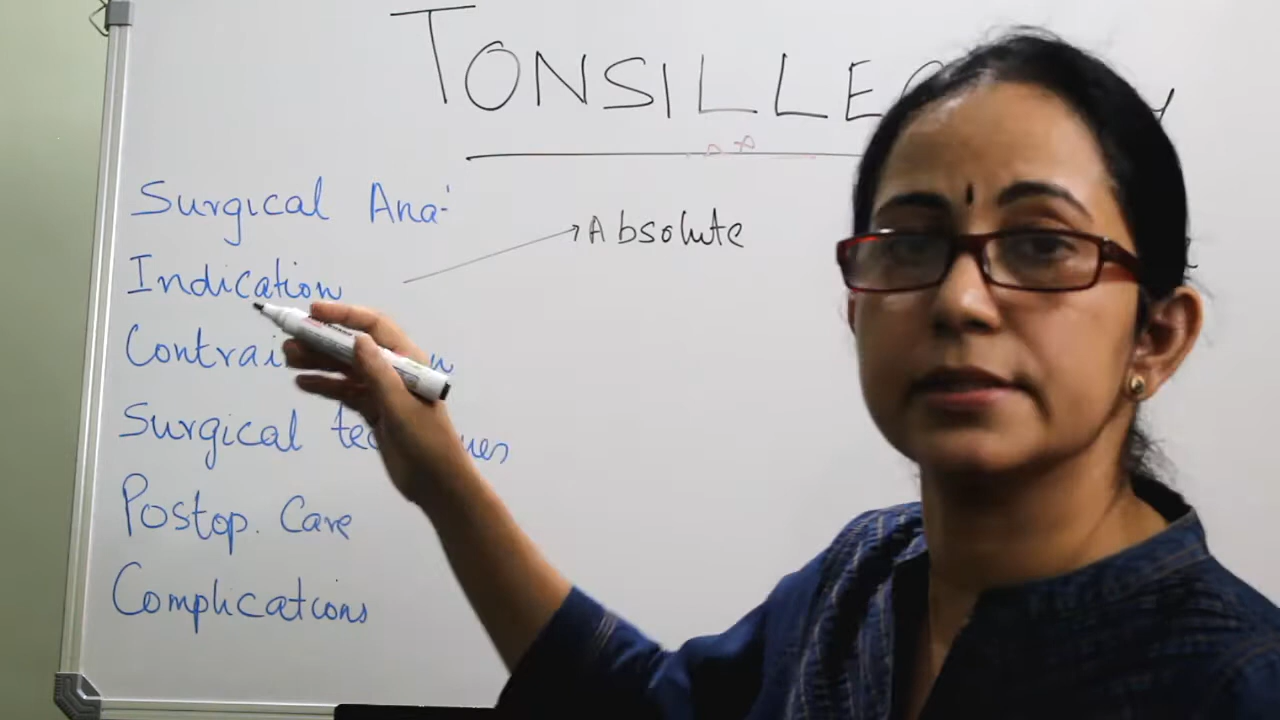 TONSILLE
Surgical Ana
Absolute
Indication
Contrai
Surgical
Postop. Care
Complications